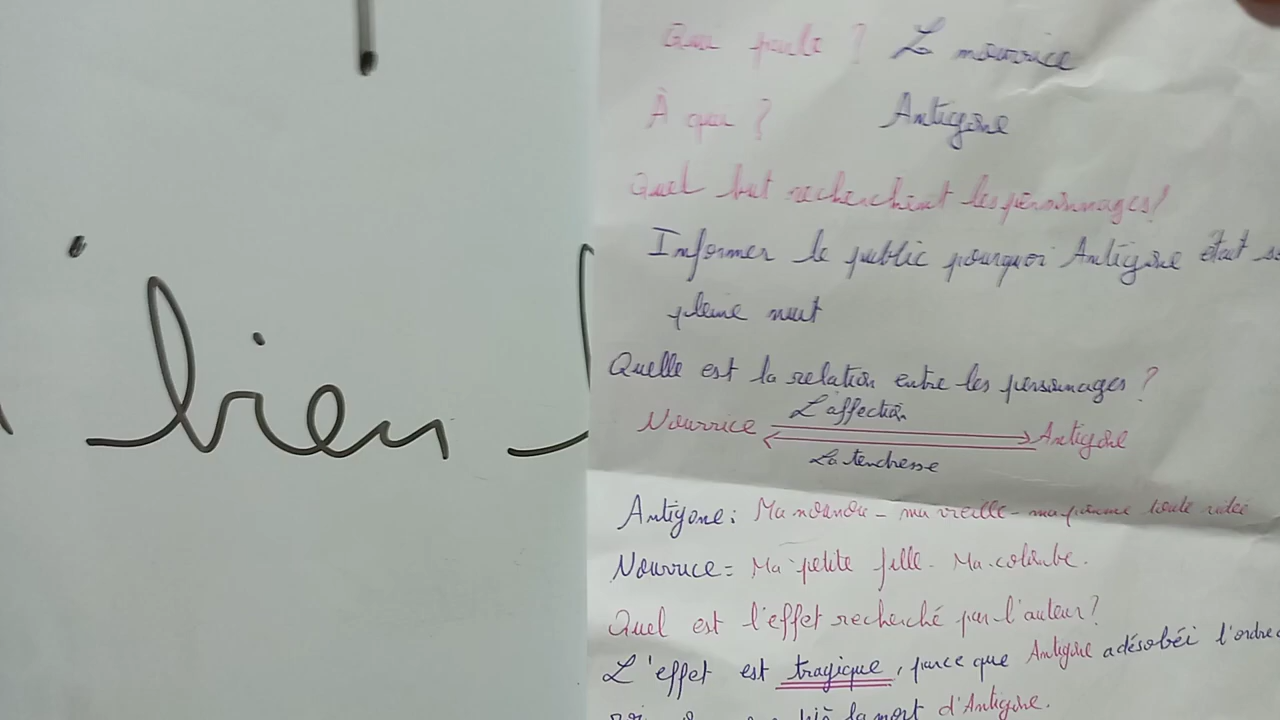 bien
Qui parle ? La nourrice
À qui ? Antigone
Quel but recherchent les personnages?
Informer le public pourquoi Antigone était
pleine nuit
Quelle est la relation entre les personnages ?
L'affection
Nourrice Antigone
La tendresse
Antigone : Ma nounou - ma vieille - ma pomme toute ridée
Nourrice = Ma petite fille - Ma colombe.
Quel est l'effet recherché par l'auteur?
L'effet est tragique, parce que Antigone a désobéi l'ordre
la mort d'Antigone.